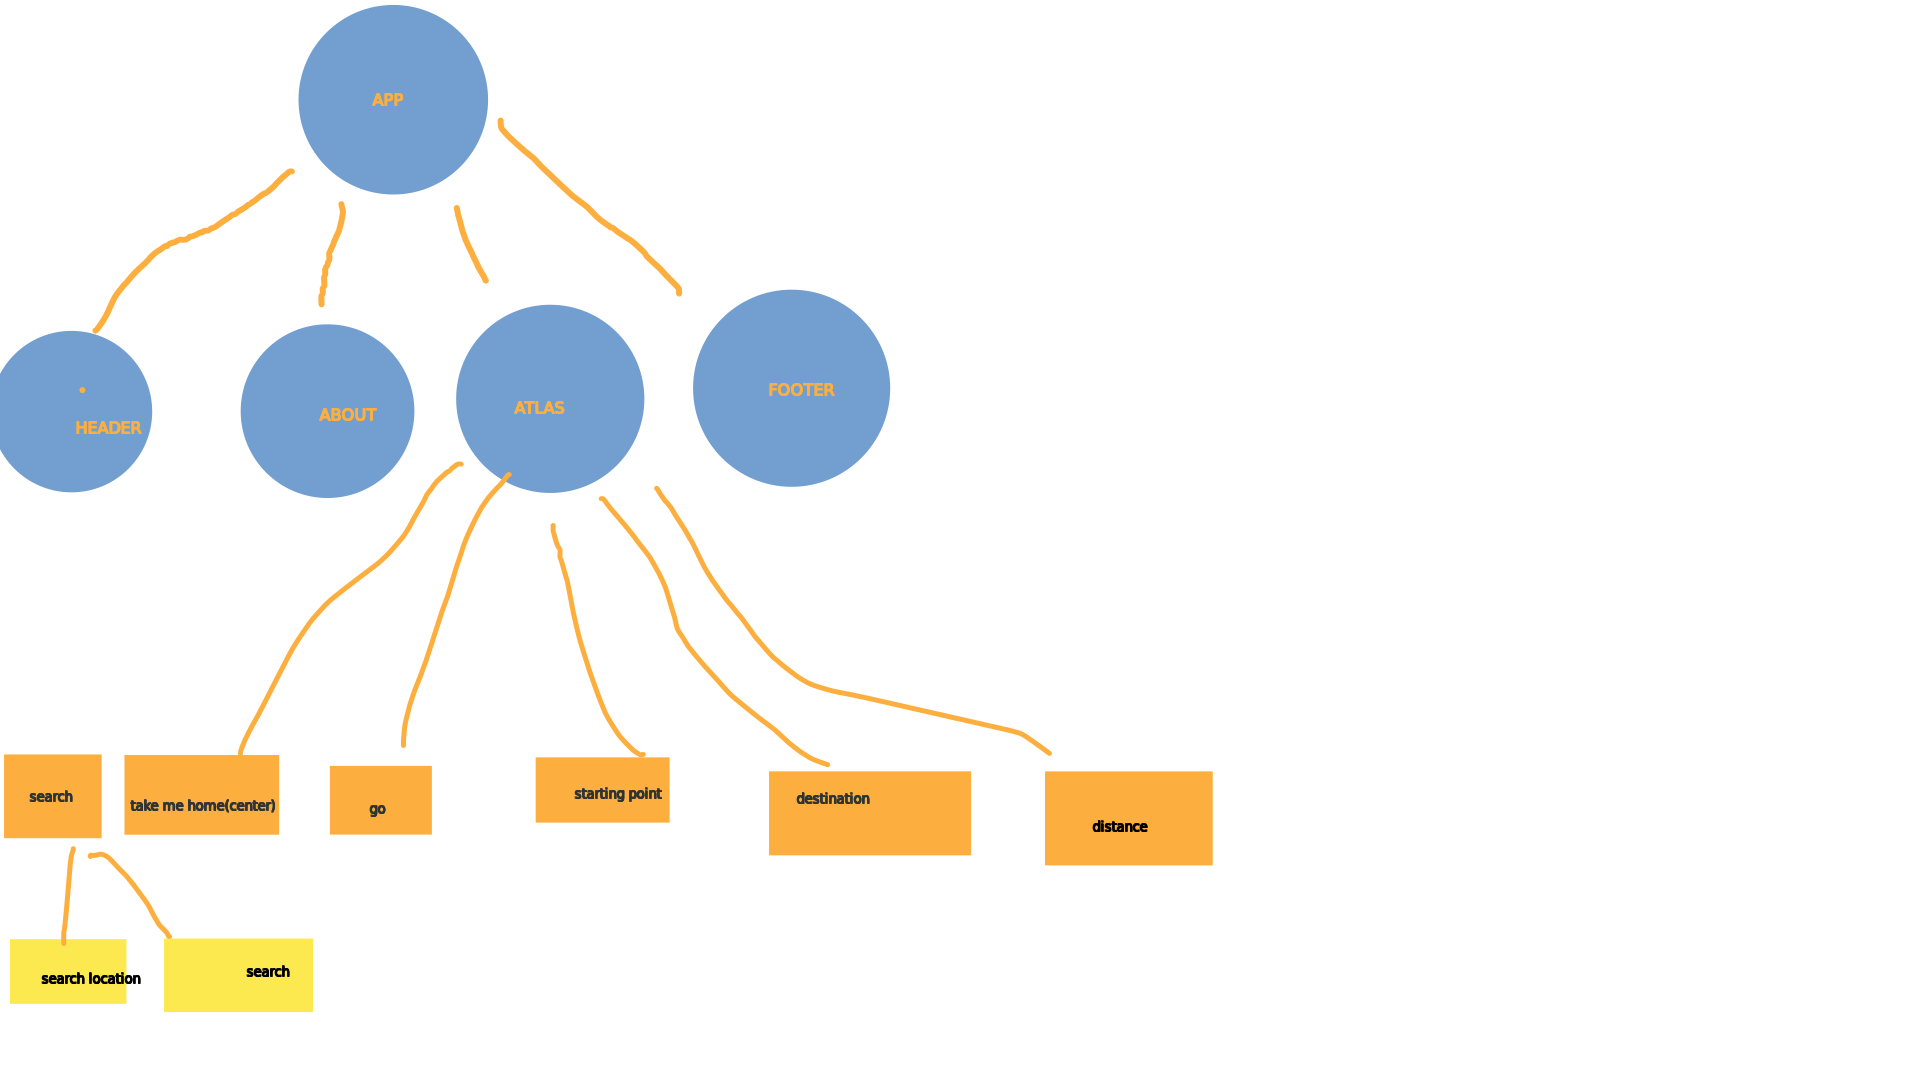 APP
HEADER
ABOUT
ATLAS
FOOTER
search
take me home(center)
go
starting point
destination
distance
search location
search